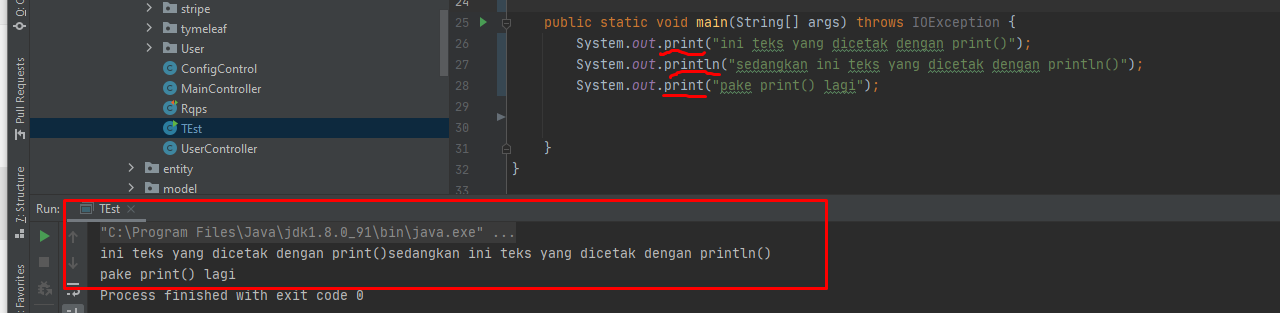 stripe
tymeleaf
User
ConfigControl
MainController
Rqps
TEst
UserController
entity
model
Pull Requests
7: Structure
Favorites
24
25 public static void main(String[] args) throws IOException {
26 System.out.print("ini teks yang dicetak dengan print()");
27 System.out.println("sedangkan ini teks yang dicetak dengan println()");
28 System.out.print("pake print() lagi");
29
30
31 }
32 }
33
Run: TEst
"C:\Program Files\Java\jdk1.8.0_91\bin\java.exe" ...
ini teks yang dicetak dengan print()sedangkan ini teks yang dicetak dengan println()
pake print() lagi
Process finished with exit code 0